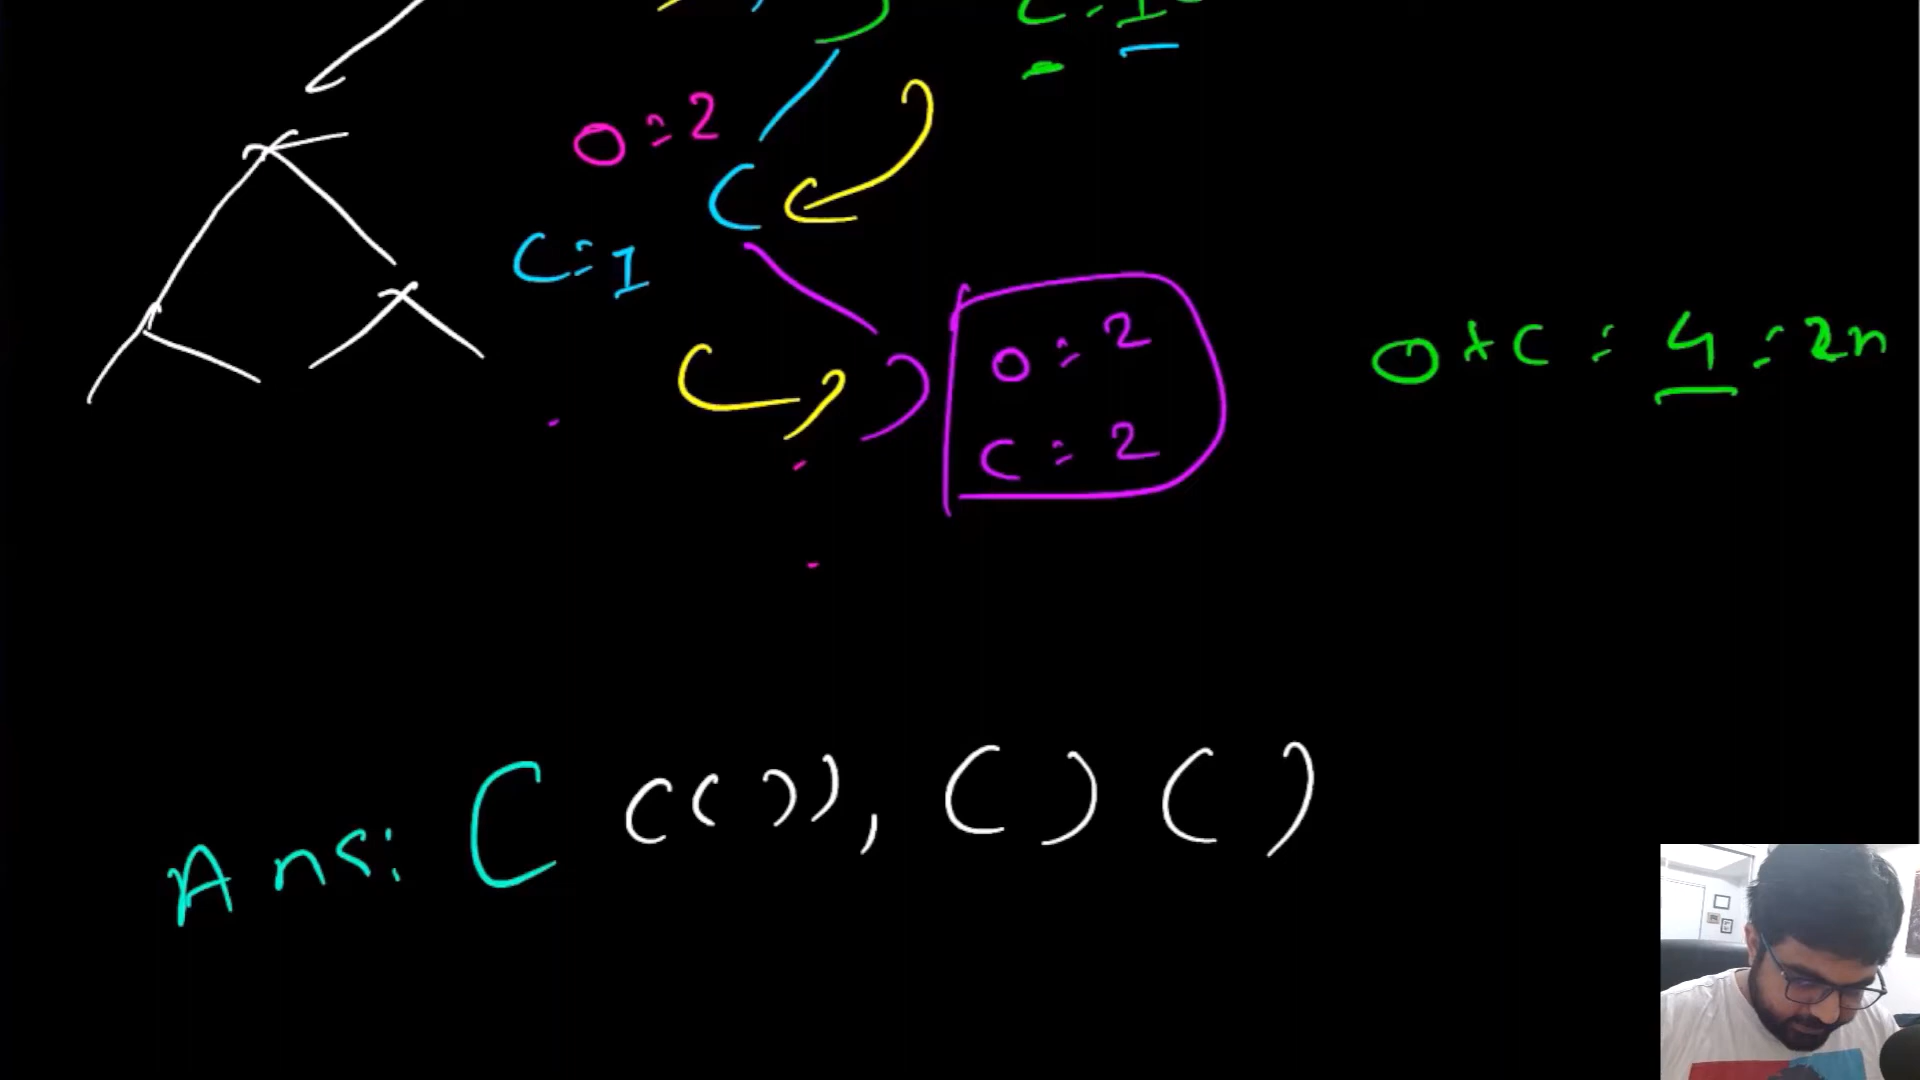 O = 2
(
C = 1
( ) )
O = 2
C = 2
O + C = 4 = 2n
Ans: [ ( ( ) ) , ( ) ( )